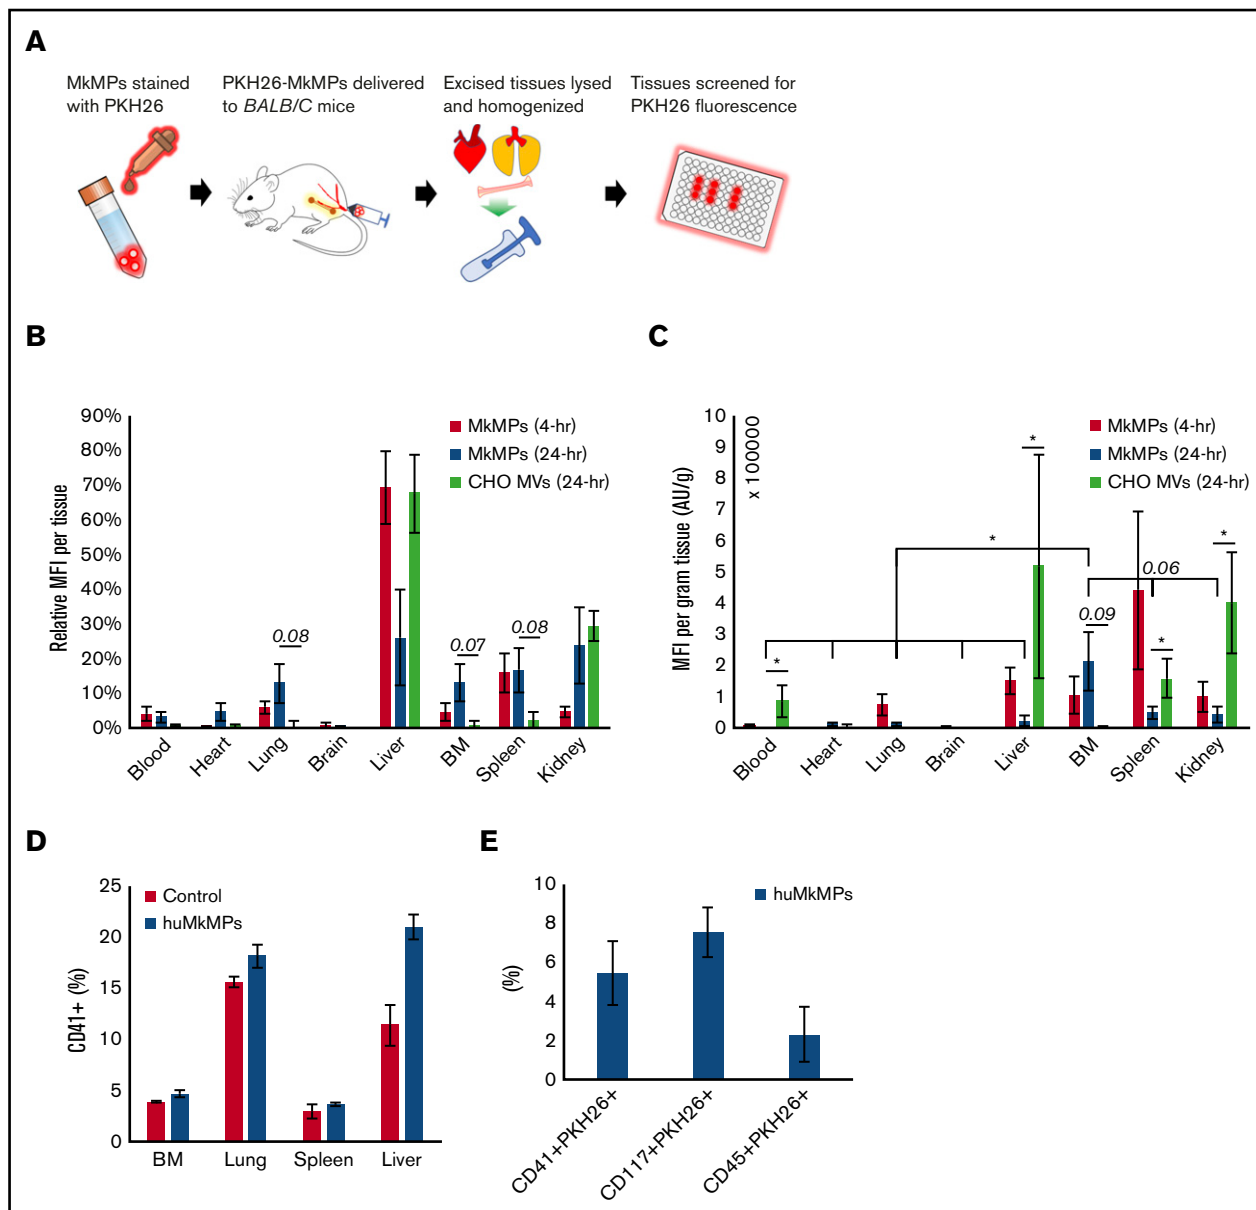 A
MkMPs stained
with PKH26
PKH26-MkMPs delivered
to BALB/C mice
Excised tissues lysed
and homogenized
Tissues screened for
PKH26 fluorescence
B
Relative MFI per tissue
90%
80%
70%
60%
50%
40%
30%
20%
10%
0%
MkMPs (4-hr)
MkMPs (24-hr)
CHO MVs (24-hr)
0.08
0.07
0.08
Blood
Heart
Lung
Brain
Liver
BM
Spleen
Kidney
C
MFI per gram tissue (AU/g)
10
9
8
7
6
5
4
3
2
1
0
x 100000
MkMPs (4-hr)
MkMPs (24-hr)
CHO MVs (24-hr)
*
*
*
0.06
0.09
*
*
Blood
Heart
Lung
Brain
Liver
BM
Spleen
Kidney
D
CD41+ (%)
25
20
15
10
5
0
Control
huMkMPs
BM
Lung
Spleen
Liver
E
(%)
10
8
6
4
2
0
huMkMPs
CD41+PKH26+
CD117+PKH26+
CD45+PKH26+